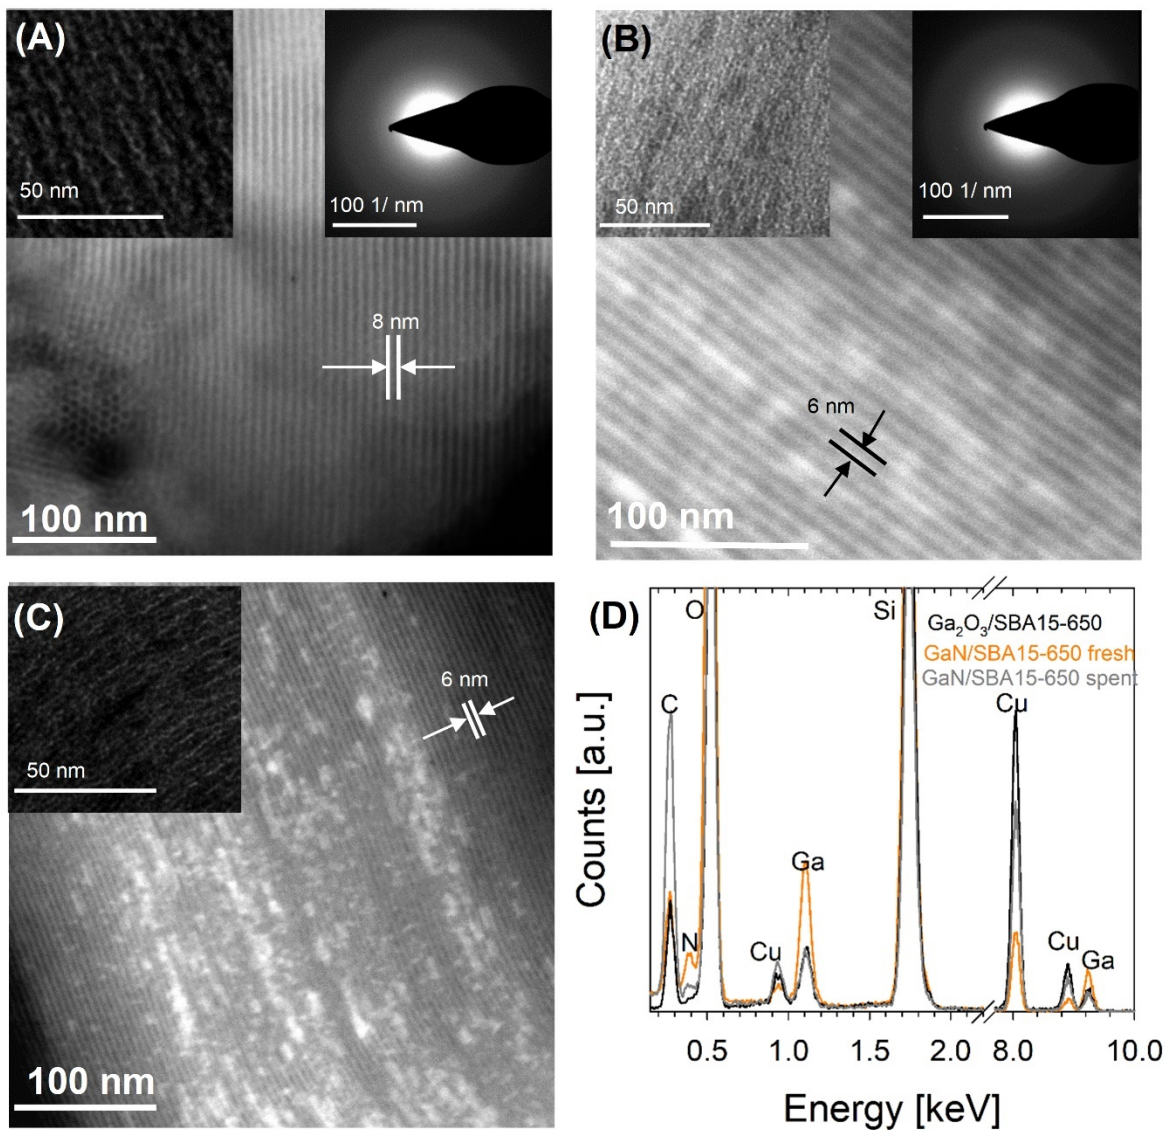 (A)
50 nm
100 1/ nm
8 nm
100 nm
(B)
50 nm
100 1/ nm
6 nm
100 nm
(C)
50 nm
6 nm
100 nm
(D)
O
Si
Ga₂O₃/SBA15-650
GaN/SBA15-650 fresh
GaN/SBA15-650 spent
C
Cu
N
Cu
Ga
Cu
Ga
Counts [a.u.]
0.5 1.0 1.5 2.0 8.0 10.0
Energy [keV]